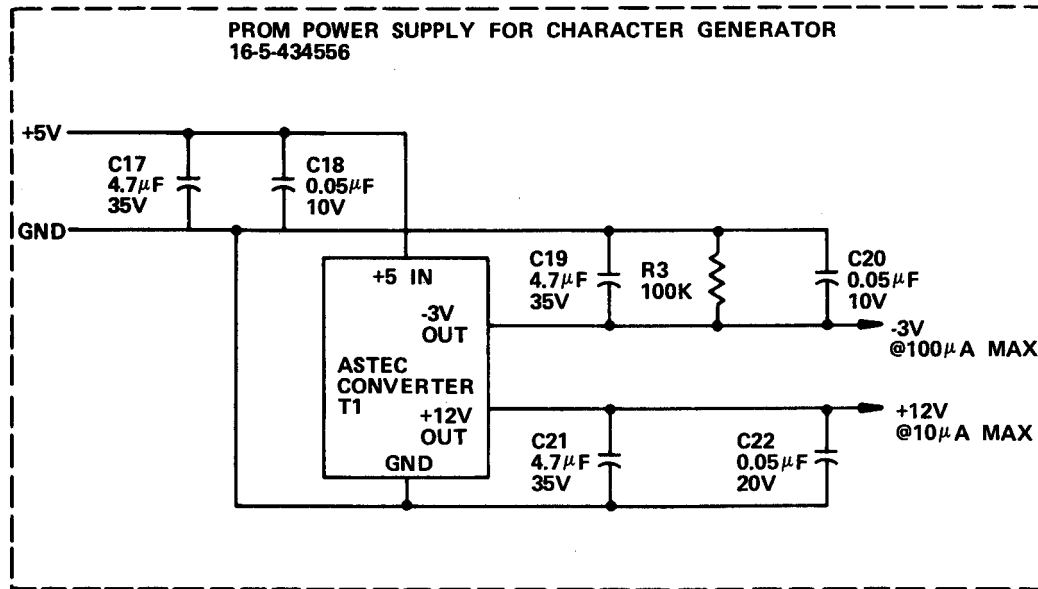 PROM POWER SUPPLY FOR CHARACTER GENERATOR
16-5-434556
+5V
C17
4.7μF
35V
C18
0.05μF
10V
GND
+5 IN
-3V
OUT
ASTEC
CONVERTER
T1
+12V
OUT
GND
C19
4.7μF
35V
R3
100K
C20
0.05μF
10V
-3V
@100μA MAX
+12V
@10μA MAX
C21
4.7μF
35V
C22
0.05μF
20V